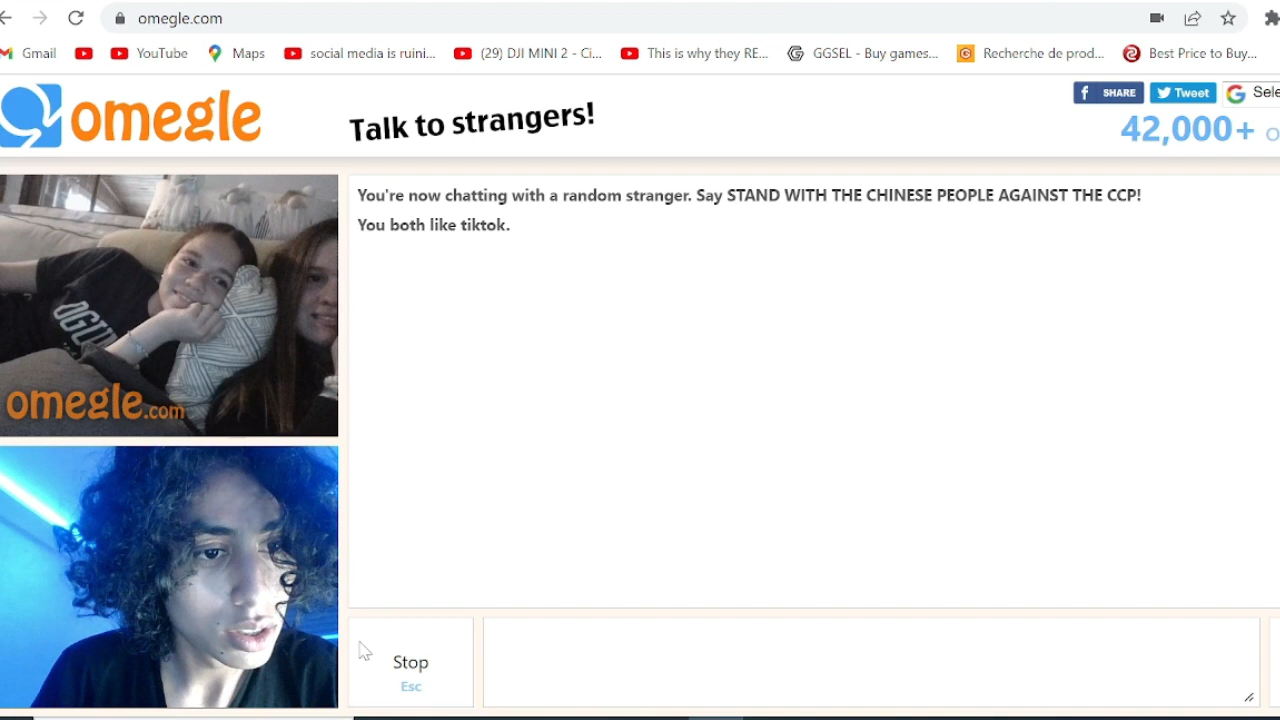 omegle.com
Gmail
YouTube
Maps
social media is ruini...
(29) DJI MINI 2 - Ci...
This is why they RE...
GGSEL - Buy games...
Recherche de prod...
Best Price to Buy...
omegle
Talk to strangers!
SHARE
Tweet
Sele
42,000+ o
You're now chatting with a random stranger. Say STAND WITH THE CHINESE PEOPLE AGAINST THE CCP!
You both like tiktok.
omegle.com
Stop
Esc